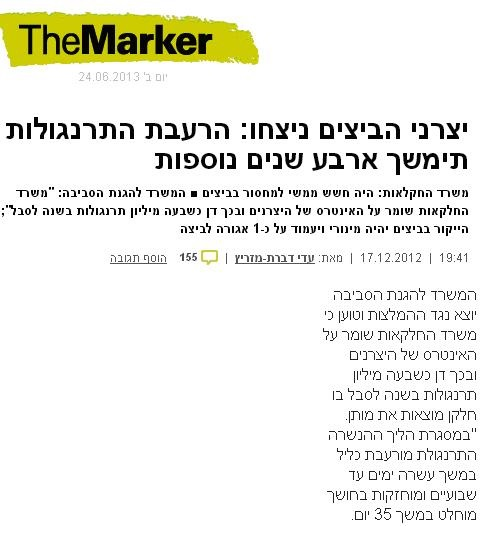 TheMarker
יום ב' 24.06.2013
יצרני הביצים ניצחו: הרעבת התרנגולות
תימשך ארבע שנים נוספות
משרד החקלאות: היה חשש ממשי למחסור בביצים ■ המשרד להגנת הסביבה: "משרד
החקלאות שומר על האינטרס של היצרנים ובכך דן כשבעה מיליון תרנגולות בשנה לסבל";
הייקור בביצים יהיה מינורי ויעמוד על כ-1 אגורה לביצה
19:41 | 17.12.2012 | מאת: עדי דברת-מזריץ | 155 הוסף תגובה
המשרד להגנת הסביבה
יוצא נגד ההמלצות וטוען כי
משרד החקלאות שומר על
האינטרס של היצרנים
ובכך דן כשבעה מיליון
תרנגולות בשנה לסבל בו
חלקן מוצאות את מותן.
"במסגרת הליך ההנשרה
התרנגולת מורעבת כליל
במשך עשרה ימים עד
שבועיים ומוחזקות בחושך
מוחלט במשך 35 יום.